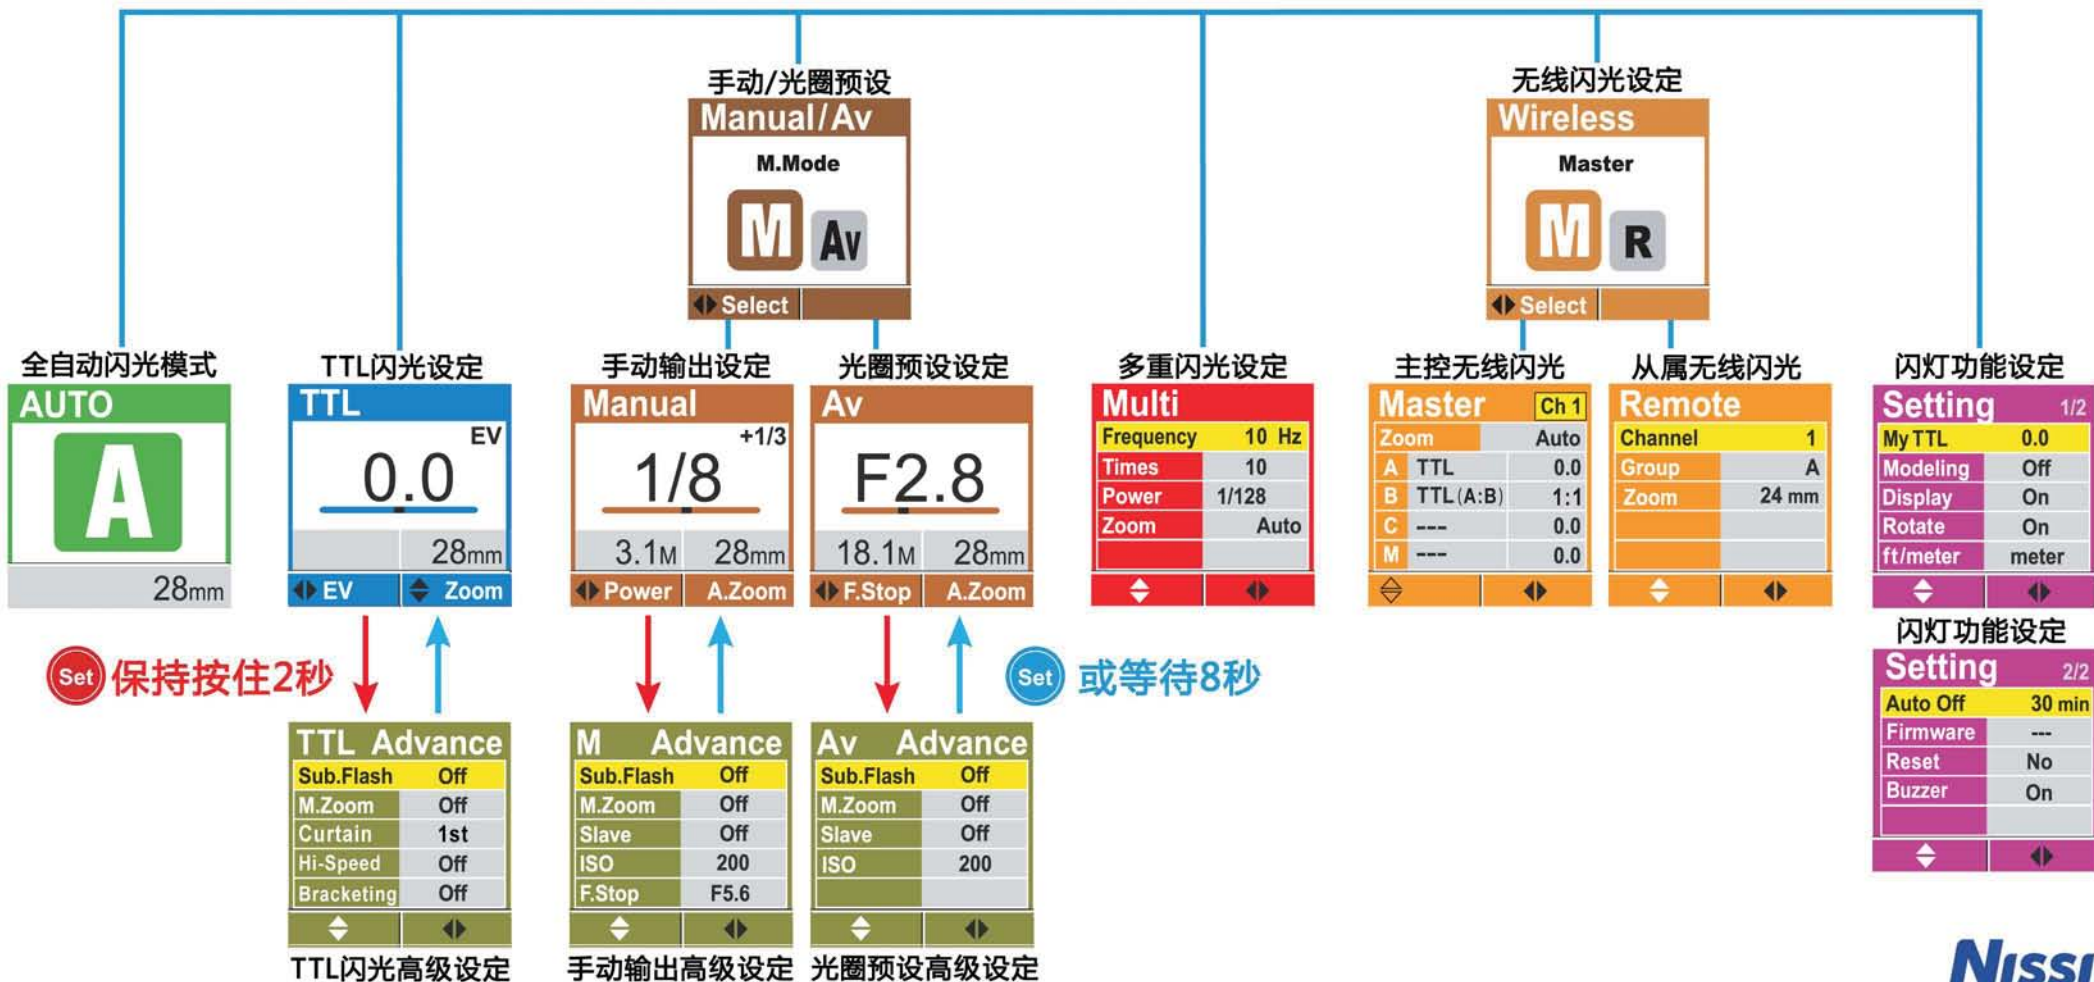 手动/光圈预设
Manual/Av
M.Mode
M Av
Select
无线闪光设定
Wireless
Master
M R
Select
全自动闪光模式
AUTO
A
28mm
TTL闪光设定
TTL
EV
0.0
28mm
EV Zoom
手动输出设定
Manual
+1/3
1/8
3.1M 28mm
Power A.Zoom
光圈预设设定
Av
F2.8
18.1M 28mm
F.Stop A.Zoom
多重闪光设定
Multi
Frequency 10 Hz
Times 10
Power 1/128
Zoom Auto
主控无线闪光
Master Ch 1
Zoom Auto
A TTL 0.0
B TTL(A:B) 1:1
C --- 0.0
M --- 0.0
从属无线闪光
Remote
Channel 1
Group A
Zoom 24 mm
闪灯功能设定
Setting 1/2
My TTL 0.0
Modeling Off
Display On
Rotate On
ft/meter meter
闪灯功能设定
Setting 2/2
Auto Off 30 min
Firmware ---
Reset No
Buzzer On
Set 保持按住2秒
Set 或等待8秒
TTL Advance
Sub.Flash Off
M.Zoom Off
Curtain 1st
Hi-Speed Off
Bracketing Off
TTL闪光高级设定
M Advance
Sub.Flash Off
M.Zoom Off
Slave Off
ISO 200
F.Stop F5.6
手动输出高级设定
Av Advance
Sub.Flash Off
M.Zoom Off
Slave Off
ISO 200
光圈预设高级设定